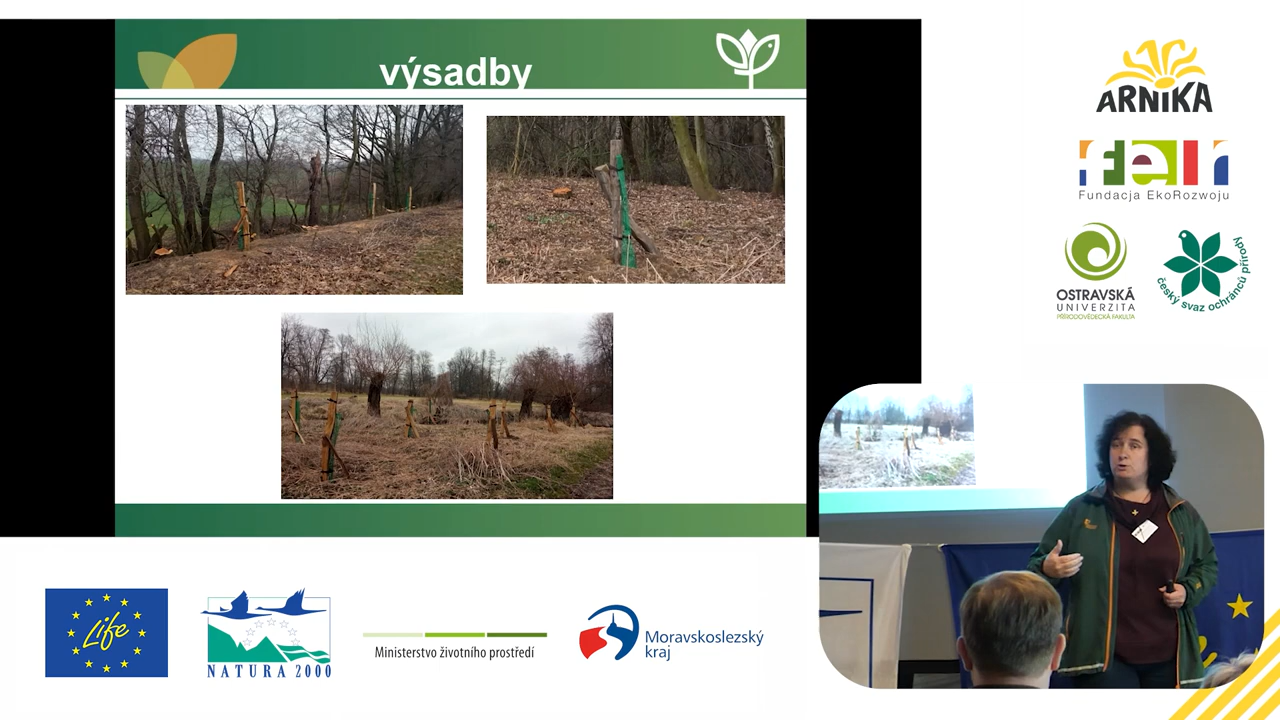 výsadby
ARNIKA
feri
Fundacja EkoRozwoju
OSTRAVSKÁ
UNIVERZITA
PŘÍRODOVĚDECKÁ FAKULTA
český svaz ochránců přírody
Life
NATURA 2000
Ministerstvo životního prostředí
Moravskoslezský
kraj